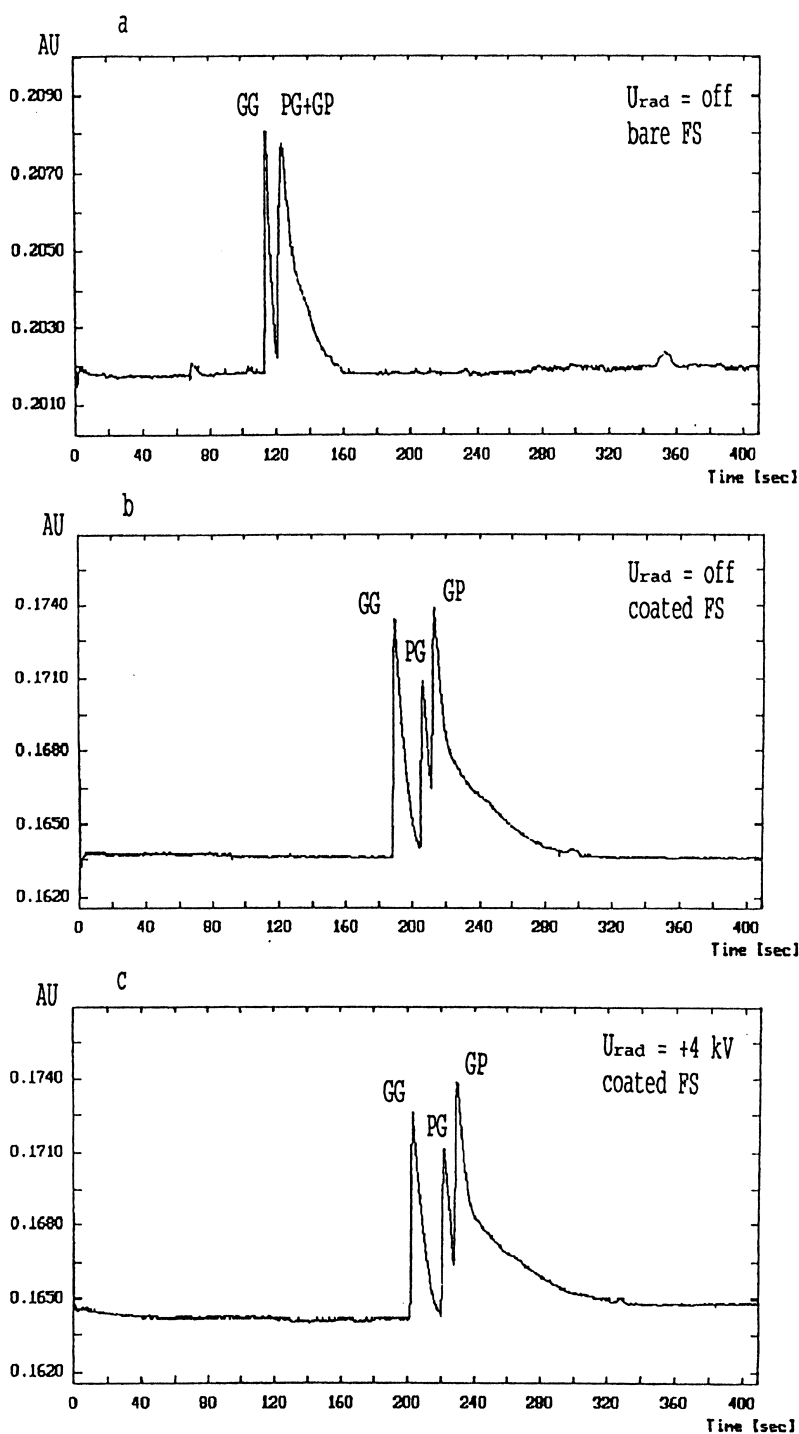 a
AU
0.2090
0.2070
0.2050
0.2030
0.2010
GG PG+GP
Urad = off
bare FS
0 40 80 120 160 200 240 280 320 360 400
Time [sec]
b
AU
0.1740
0.1710
0.1680
0.1650
0.1620
GG
PG
GP
Urad = off
coated FS
0 40 80 120 160 200 240 280 320 360 400
Time [sec]
c
AU
0.1740
0.1710
0.1680
0.1650
0.1620
GG
PG
GP
Urad = +4 kV
coated FS
0 40 80 120 160 200 240 280 320 360 400
Time [sec]